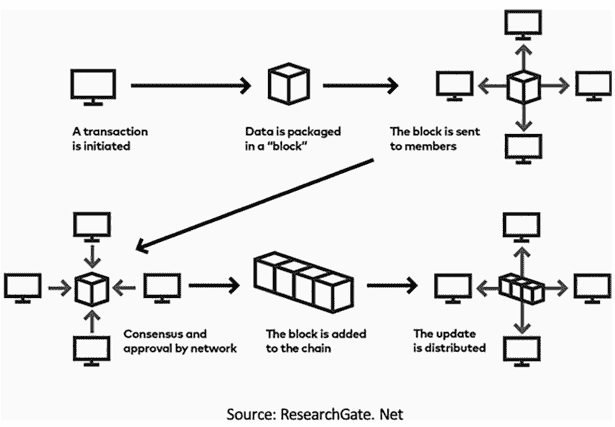 A transaction
is initiated
Data is packaged
in a “block”
The block is sent
to members
Consensus and
approval by network
The block is added
to the chain
The update
is distributed
Source: ResearchGate. Net